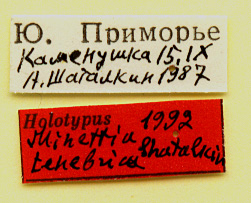 Ю. Приморье
Каменушка 15.IX
А. Шаталкин 1987
Holotypus 1992
Minettia
tenebrica Shatalkin